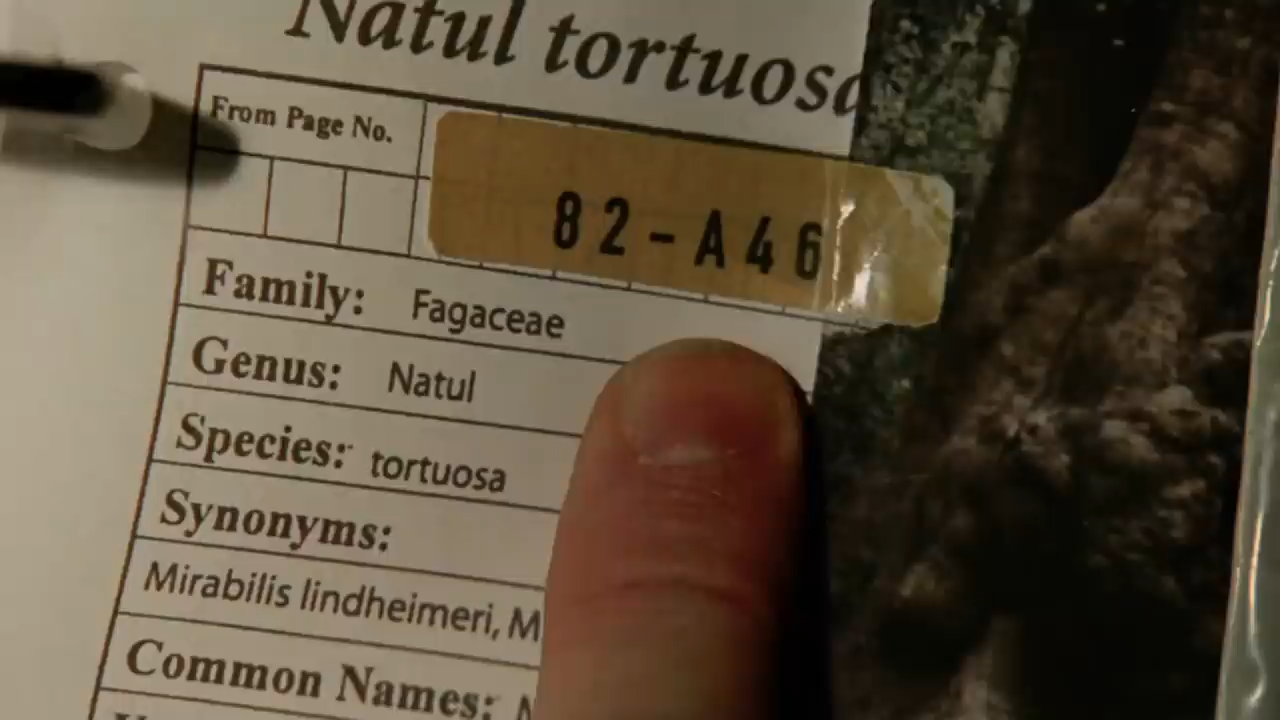 Natul tortuosa
From Page No.
82-A46
Family: Fagaceae
Genus: Natul
Species: tortuosa
Synonyms:
Mirabilis lindheimeri, M
Common Names: